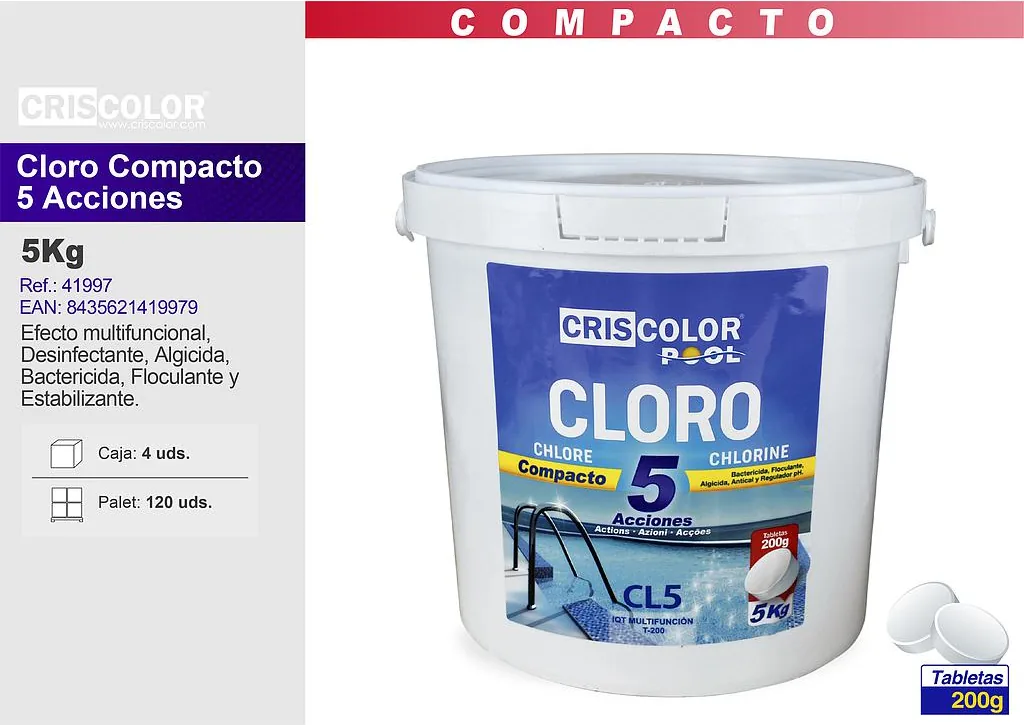 COMPACTO
CRISCOLOR
www.criscolor.com
Cloro Compacto
5 Acciones
5Kg
Ref.: 41997
EAN: 8435621419979
Efecto multifuncional,
Desinfectante, Algicida,
Bactericida, Floculante y
Estabilizante.
Caja: 4 uds.
Palet: 120 uds.
CRISCOLOR
POOL
CLORO
CHLORE
CHLORINE
Compacto
5
Bactericida, Floculante,
Algicida, Antical y Regulador pH.
Acciones
Actions · Azioni · Acções
Tabletas
200g
CL5
5Kg
IQT MULTIFUNCIÓN
T-200
Tabletas
200g